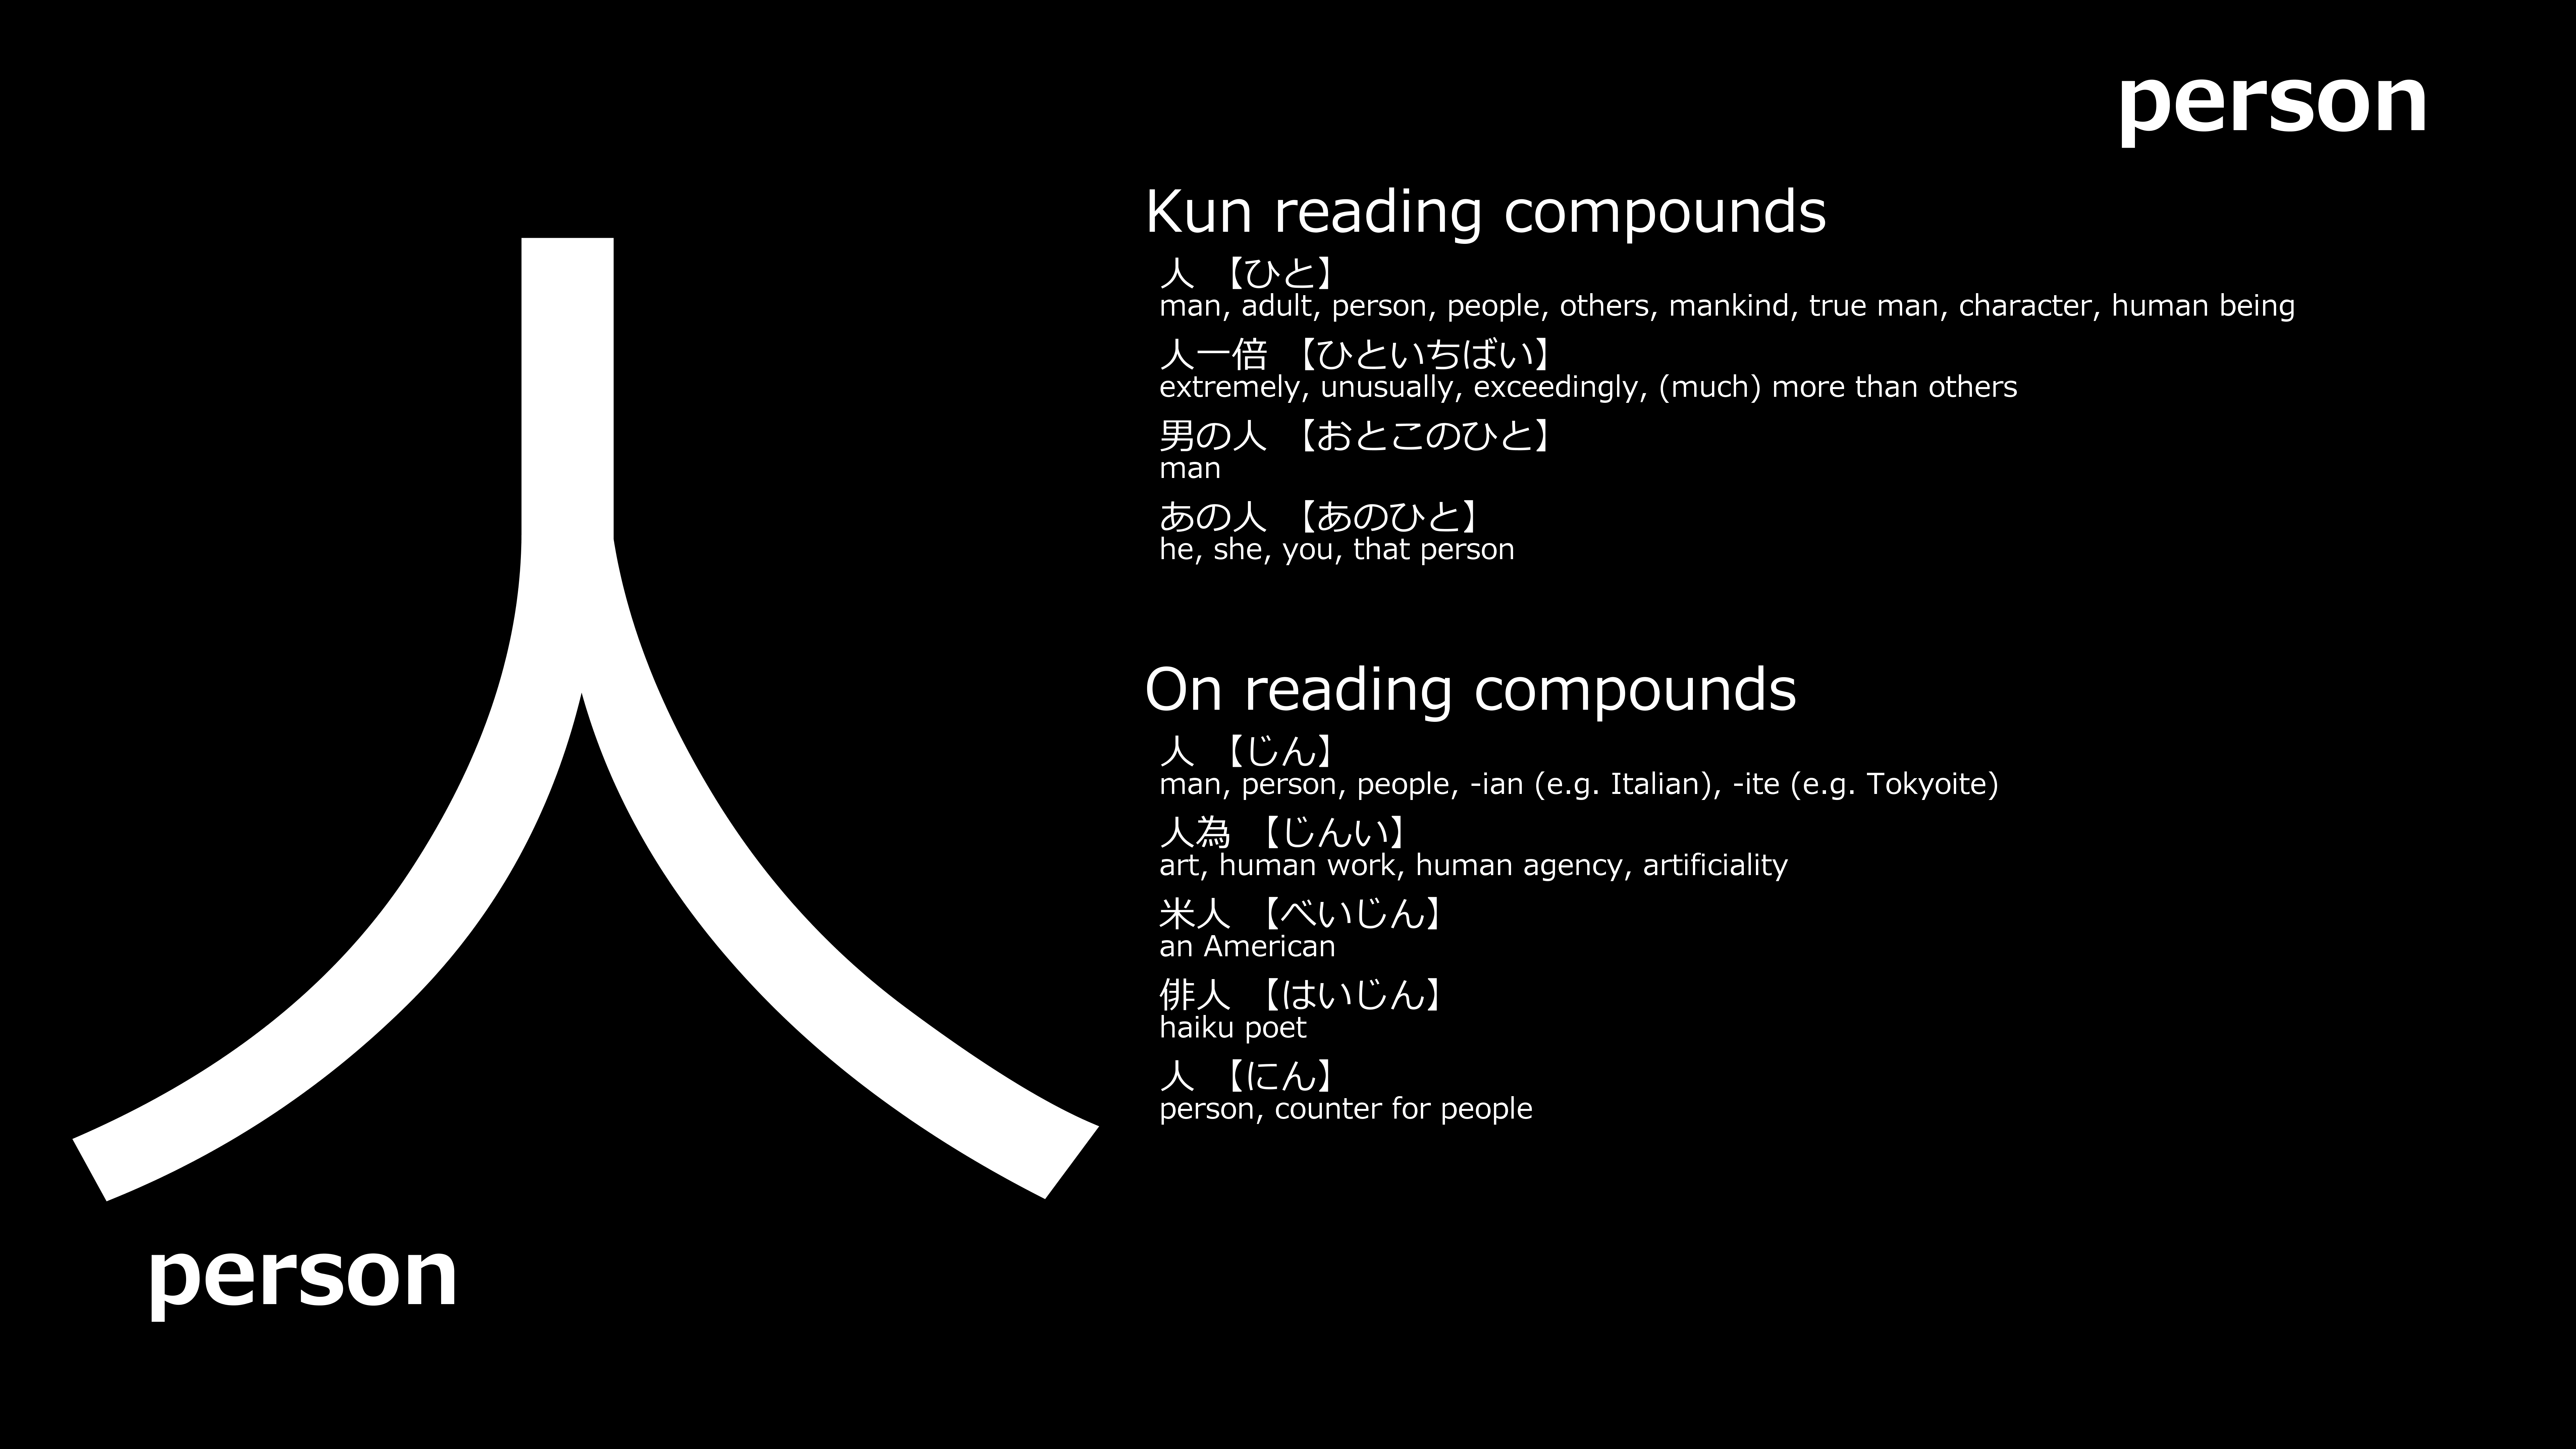 person
人
person
Kun reading compounds
人 【ひと】
man, adult, person, people, others, mankind, true man, character, human being
人一倍 【ひといちばい】
extremely, unusually, exceedingly, (much) more than others
男の人 【おとこのひと】
man
あの人 【あのひと】
he, she, you, that person
On reading compounds
人 【じん】
man, person, people, -ian (e.g. Italian), -ite (e.g. Tokyoite)
人為 【じんい】
art, human work, human agency, artificiality
米人 【べいじん】
an American
俳人 【はいじん】
haiku poet
人 【にん】
person, counter for people